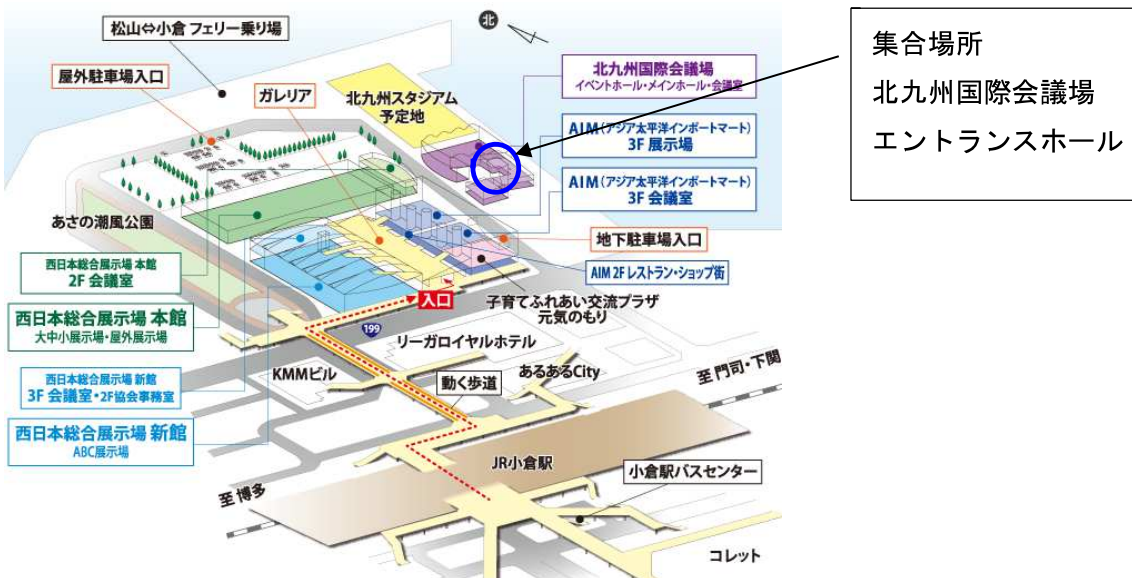 松山⇔小倉 フェリー乗り場
北
集合場所
北九州国際会議場
エントランスホール
屋外駐車場入口
ガレリア
北九州スタジアム
予定地
北九州国際会議場
イベントホール・メインホール・会議室
AIM(アジア太平洋インポートマート)
3F 展示場
AIM(アジア太平洋インポートマート)
3F 会議室
あさの潮風公園
地下駐車場入口
西日本総合展示場 本館
2F 会議室
AIM 2F レストラン・ショップ街
入口
子育てふれあい交流プラザ
元気のもり
西日本総合展示場 本館
大中小展示場・屋外展示場
199
リーガロイヤルホテル
KMMビル
あるあるCity
至 門司・下関
西日本総合展示場 新館
3F 会議室・2F協会事務室
動く歩道
西日本総合展示場 新館
ABC展示場
JR小倉駅
小倉駅バスセンター
至 博多
コレット